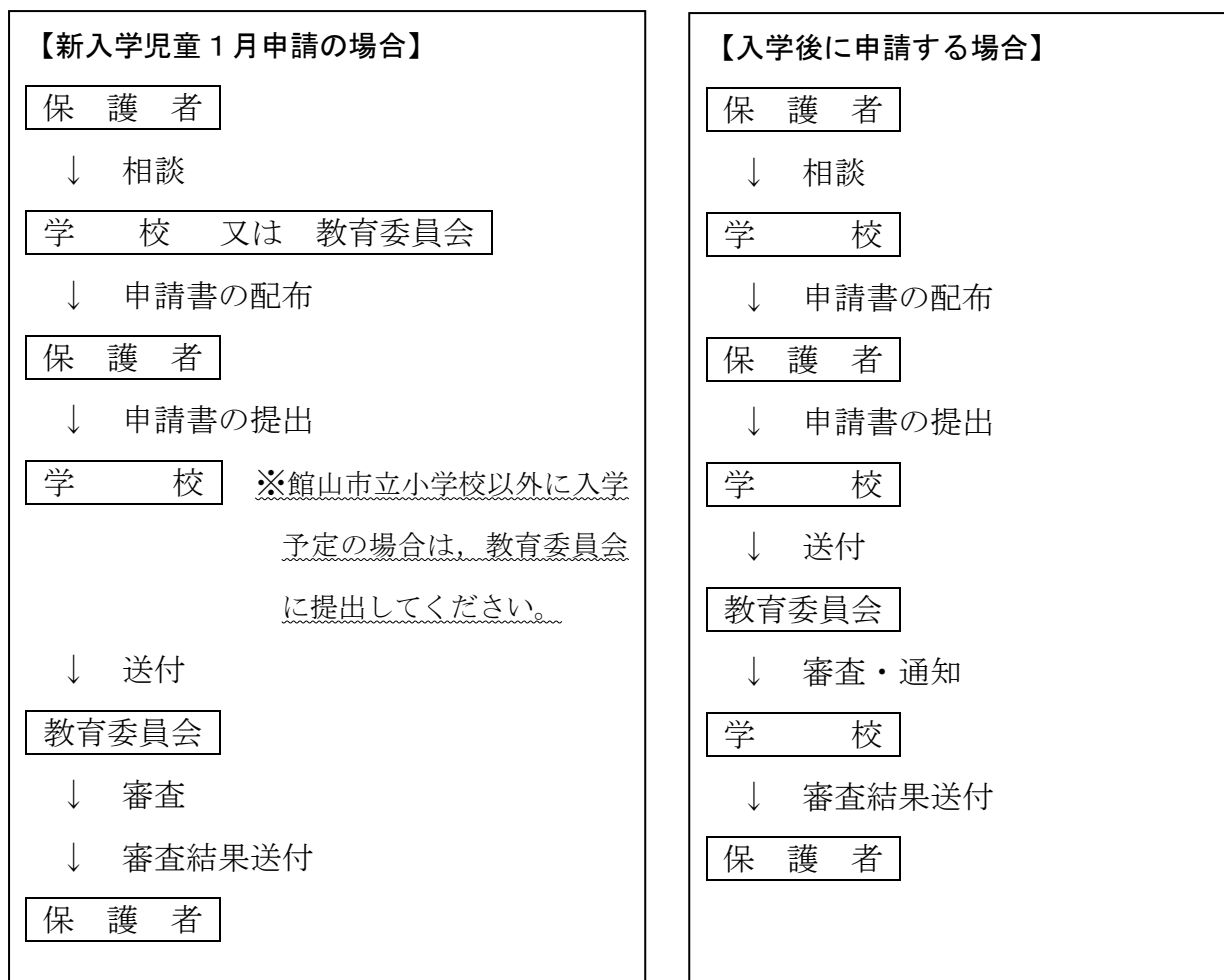 【新入学児童１月申請の場合】
保　護　者
↓　相談
学　　校　又は　教育委員会
↓　申請書の配布
保　護　者
↓　申請書の提出
学　　　校　※館山市立小学校以外に入学
予定の場合は，教育委員会
に提出してください。
↓　送付
教育委員会
↓　審査
↓　審査結果送付
保　護　者
【入学後に申請する場合】
保　護　者
↓　相談
学　　　校
↓　申請書の配布
保　護　者
↓　申請書の提出
学　　　校
↓　送付
教育委員会
↓　審査・通知
学　　　校
↓　審査結果送付
保　護　者